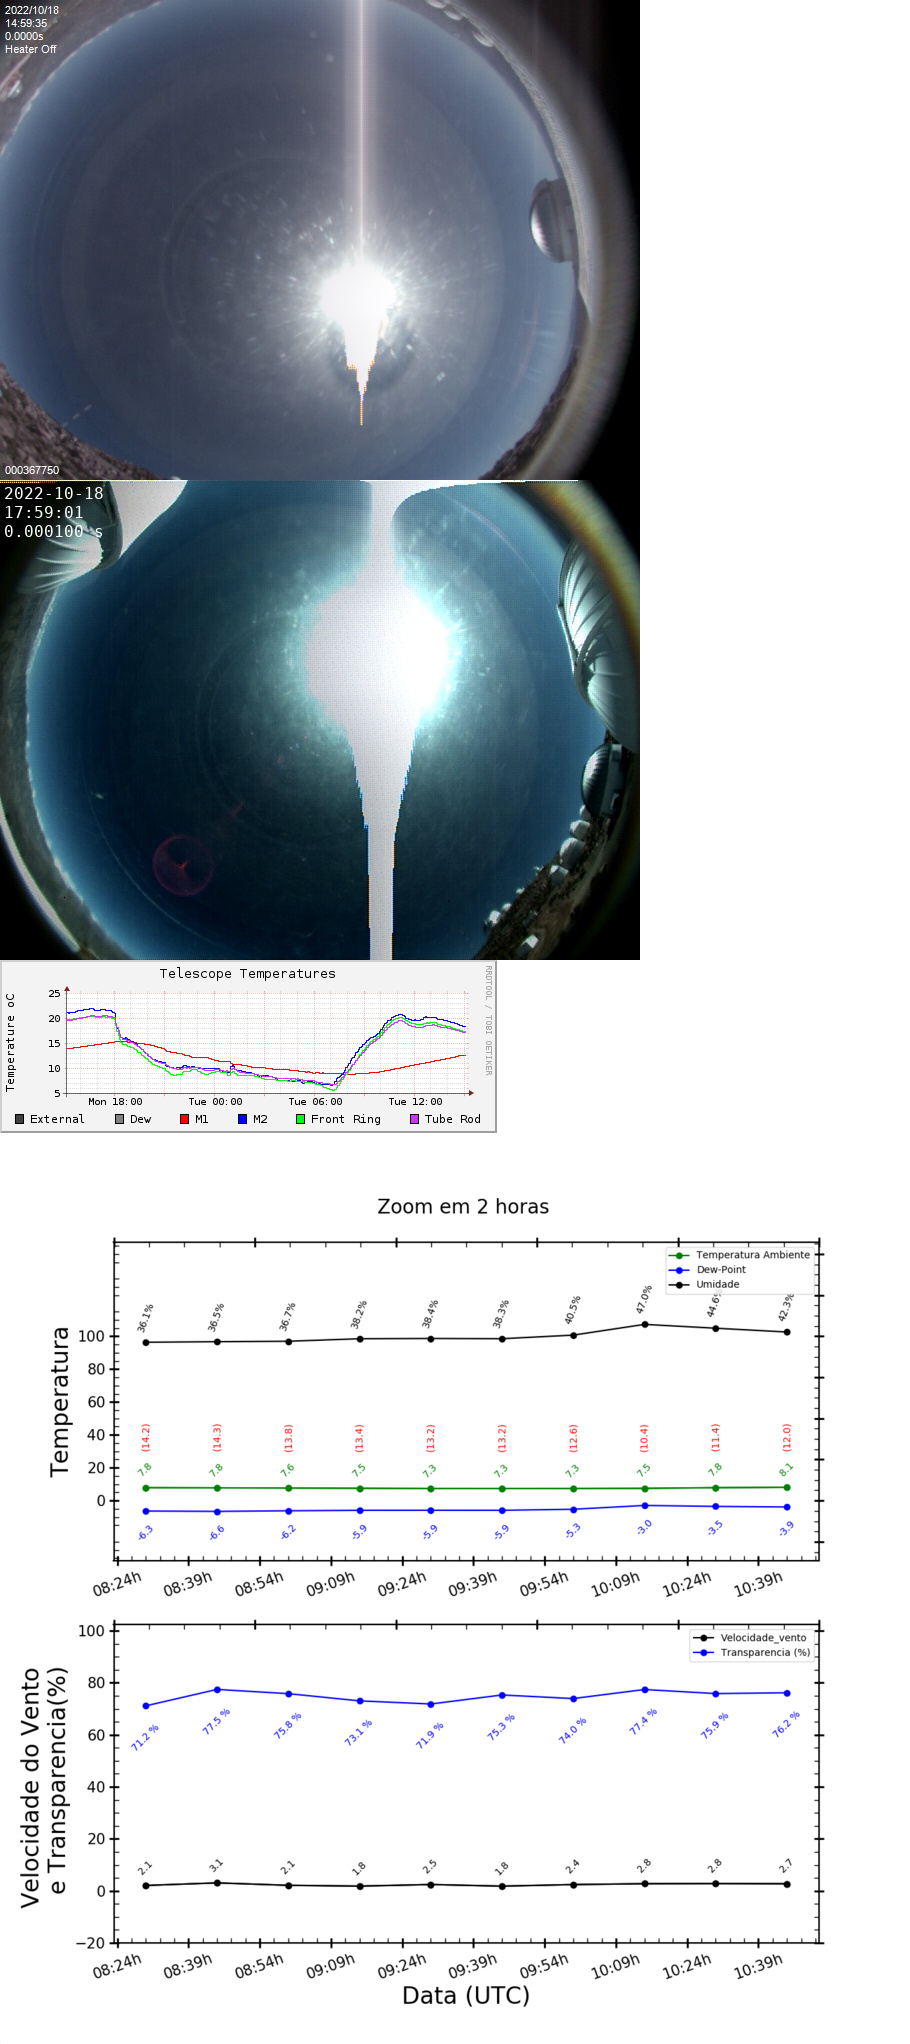 2022/10/18
14:59:35
0.0000s
Heater Off
000367750
2022-10-18
17:59:01
0.000100 s
Telescope Temperatures
RRDTOOL / TOBI OETIKER
Temperature oC
25
20
15
10
5
Mon 18:00 Tue 00:00 Tue 06:00 Tue 12:00
External Dew M1 M2 Front Ring Tube Rod
Zoom em 2 horas
Temperatura Ambiente
Dew-Point
Umidade
36.1% 36.5% 36.7% 38.2% 38.4% 38.3% 40.5% 47.0% 44.6% 42.3%
Temperatura
100
80
60
40
20
0
(14.2) (14.3) (13.8) (13.4) (13.2) (13.2) (12.6) (10.4) (11.4) (12.0)
7.8 7.8 7.6 7.5 7.3 7.3 7.3 7.5 7.8 8.1
-6.3 -6.6 -6.2 -5.9 -5.9 -5.9 -5.3 -3.0 -3.5 -3.9
08:24h 08:39h 08:54h 09:09h 09:24h 09:39h 09:54h 10:09h 10:24h 10:39h
Velocidade_vento
Transparencia (%)
Velocidade do Vento
e Transparencia(%)
100
80
60
40
20
0
−20
71.2 % 77.5 % 75.8 % 73.1 % 71.9 % 75.3 % 74.0 % 77.4 % 75.9 % 76.2 %
2.1 3.1 2.1 1.8 2.5 1.8 2.4 2.8 2.8 2.7
08:24h 08:39h 08:54h 09:09h 09:24h 09:39h 09:54h 10:09h 10:24h 10:39h
Data (UTC)